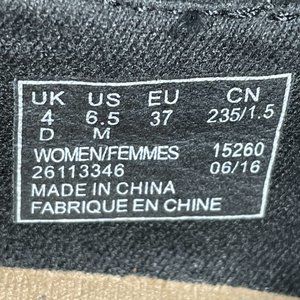 UK US EU CN
4 6.5 37 235/1.5
D M
WOMEN/FEMMES 15260
26113346 06/16
MADE IN CHINA
FABRIQUE EN CHINE